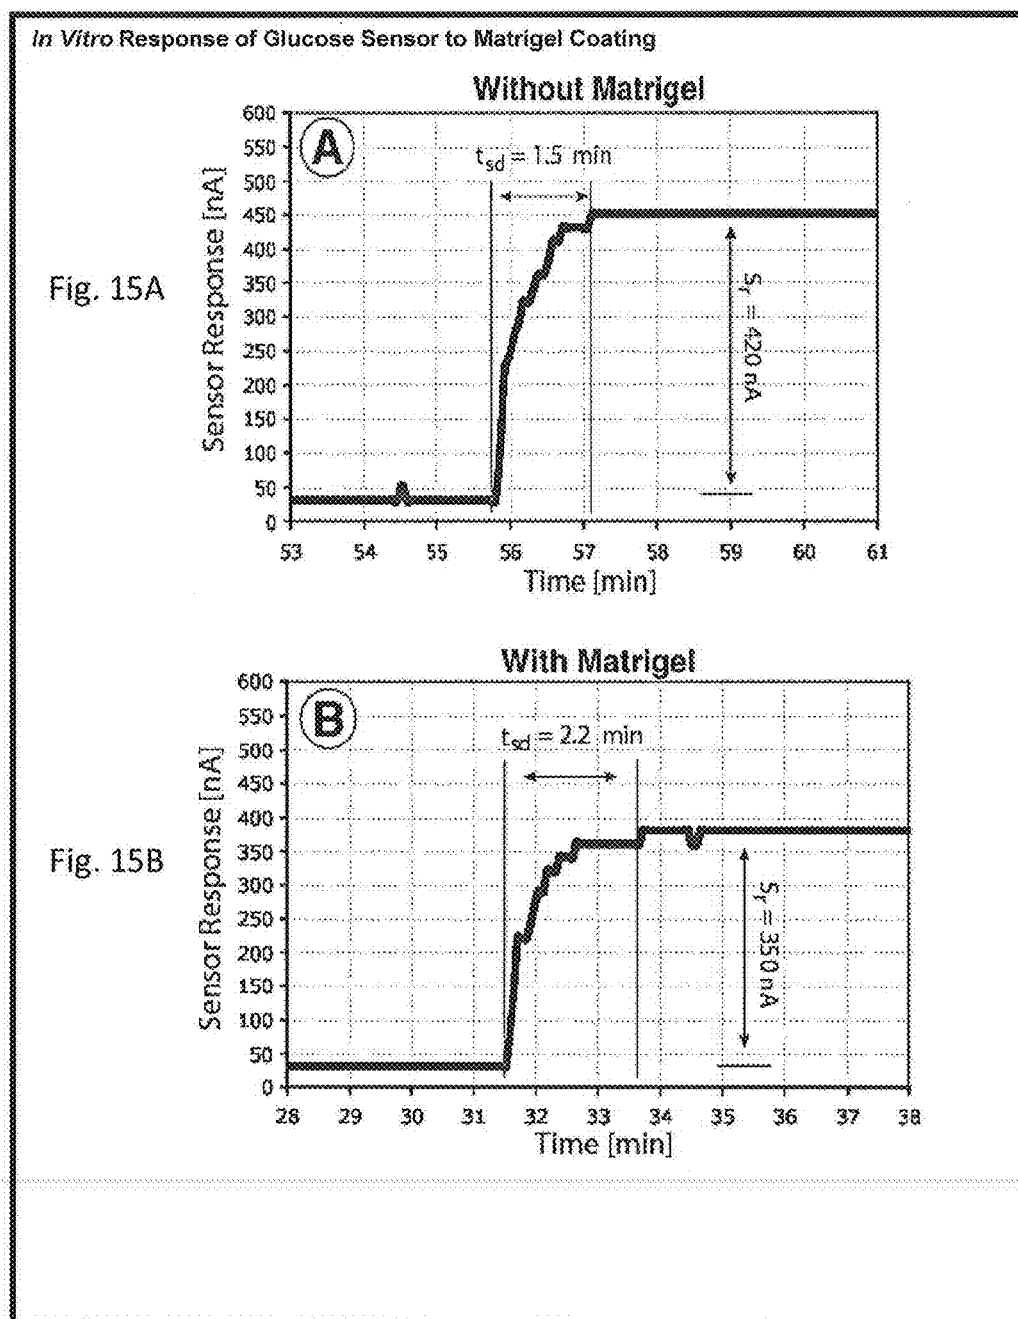 In Vitro Response of Glucose Sensor to Matrigel Coating
Without Matrigel
A
Fig. 15A
Sensor Response [nA]
600
550
500
450
400
350
300
250
200
150
100
50
0
tsd = 1.5 min
Sr = 420 nA
53 54 55 56 57 58 59 60 61
Time [min]
With Matrigel
B
Fig. 15B
Sensor Response [nA]
600
550
500
450
400
350
300
250
200
150
100
50
0
tsd = 2.2 min
Sr = 350 nA
28 29 30 31 32 33 34 35 36 37 38
Time [min]